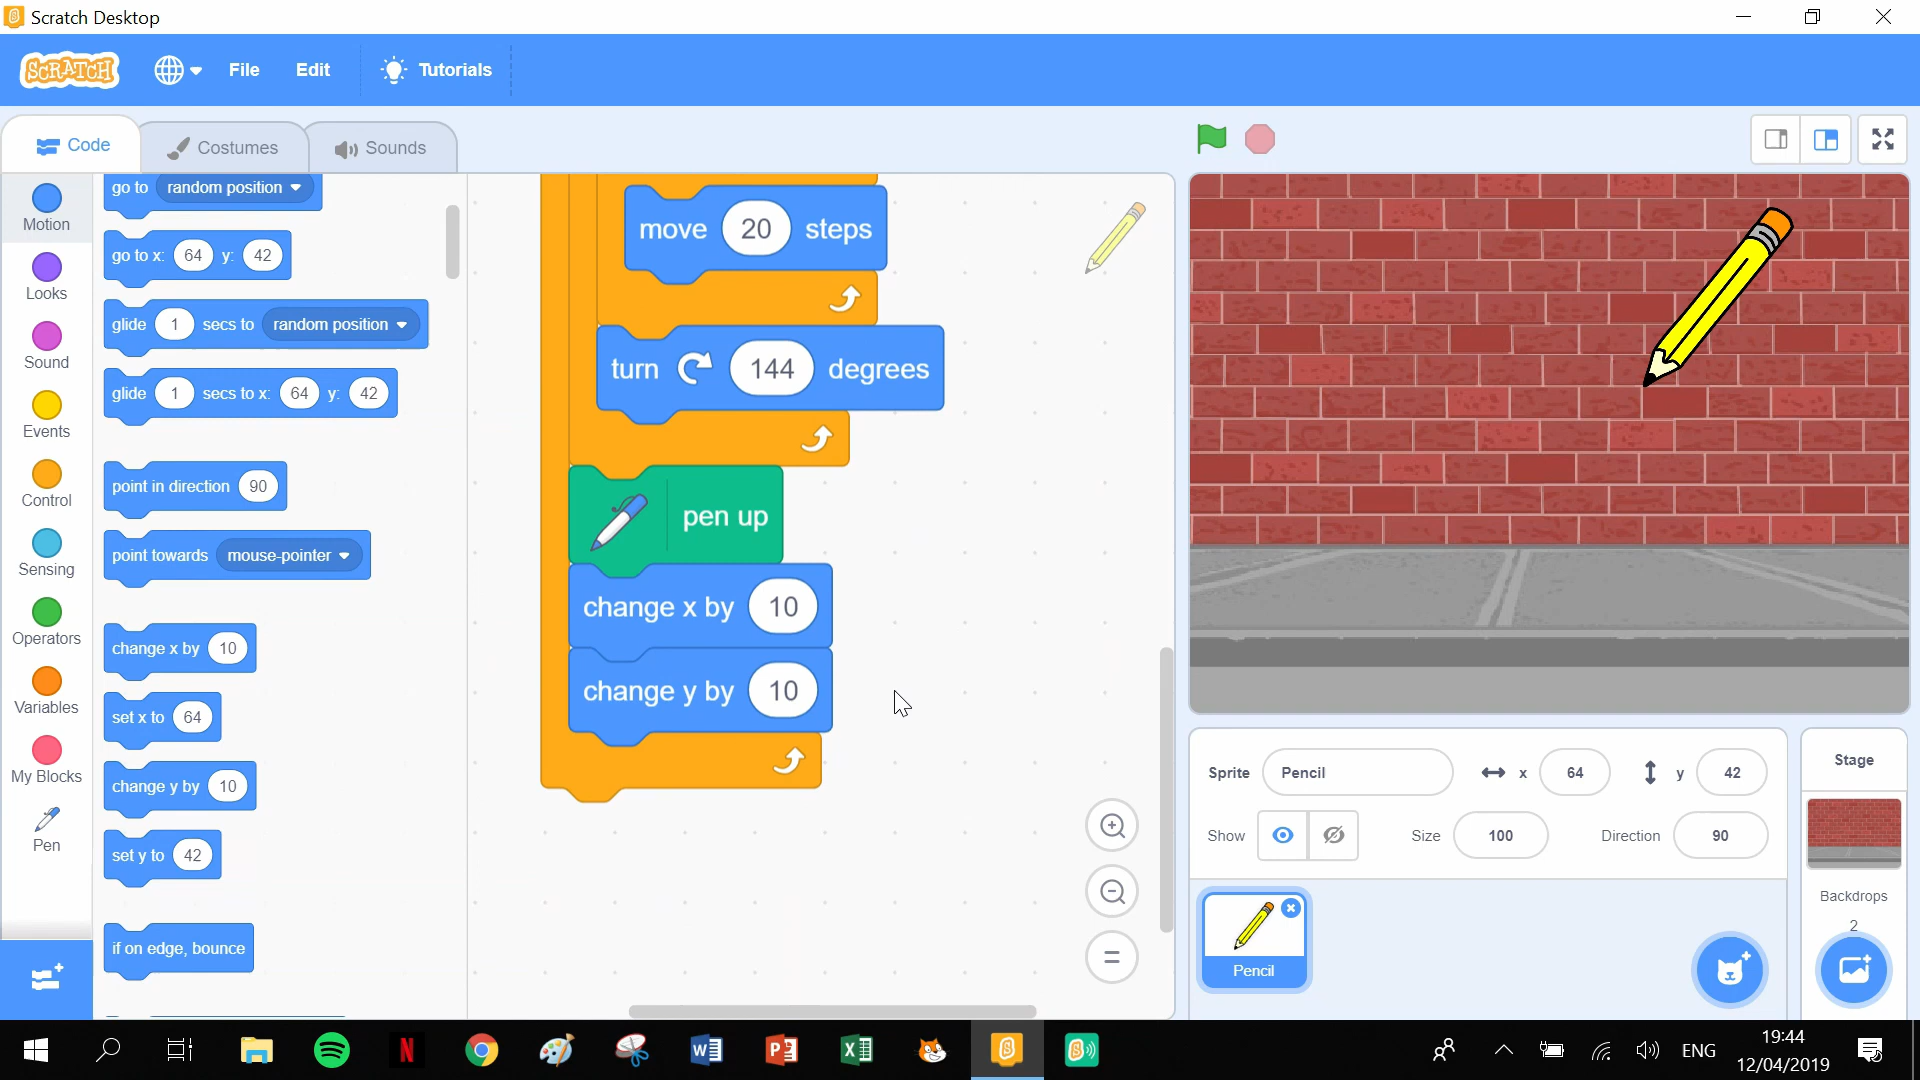 Scratch Desktop
SCRATCH
File Edit Tutorials
Code Costumes Sounds
Motion
Looks
Sound
Events
Control
Sensing
Operators
Variables
My Blocks
Pen
go to random position
go to x: 64 y: 42
glide 1 secs to random position
glide 1 secs to x: 64 y: 42
point in direction 90
point towards mouse-pointer
change x by 10
set x to 64
change y by 10
set y to 42
if on edge, bounce
move 20 steps
turn 144 degrees
pen up
change x by 10
change y by 10
Sprite Pencil x 64 y 42
Show Size 100 Direction 90
Pencil
Stage
Backdrops
2
ENG
19:44
12/04/2019